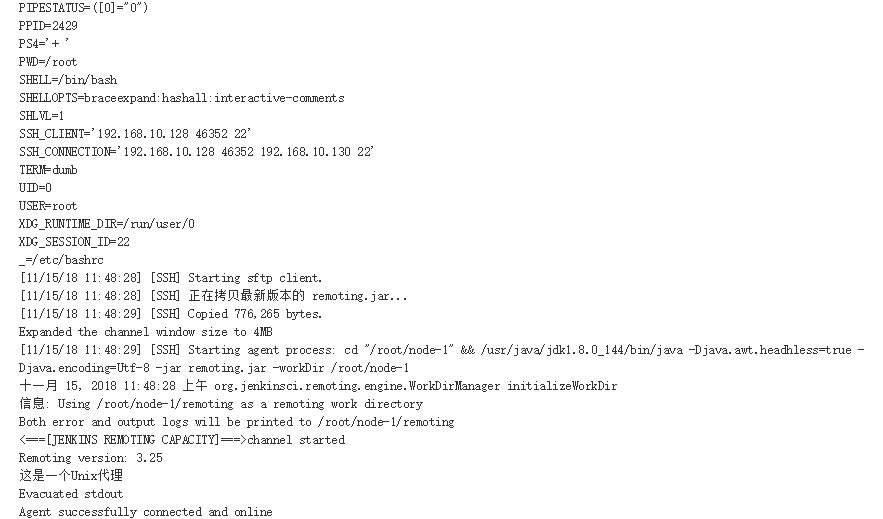 PIPESTATUS=([0]="0")
PPID=2429
PS4='+ '
PWD=/root
SHELL=/bin/bash
SHELLOPTS=braceexpand:hashall:interactive-comments
SHLVL=1
SSH_CLIENT='192.168.10.128 46352 22'
SSH_CONNECTION='192.168.10.128 46352 192.168.10.130 22'
TERM=dumb
UID=0
USER=root
XDG_RUNTIME_DIR=/run/user/0
XDG_SESSION_ID=22
_=/etc/bashrc
[11/15/18 11:48:28] [SSH] Starting sftp client.
[11/15/18 11:48:28] [SSH] 正在拷贝最新版本的 remoting.jar...
[11/15/18 11:48:29] [SSH] Copied 776,265 bytes.
Expanded the channel window size to 4MB
[11/15/18 11:48:29] [SSH] Starting agent process: cd "/root/node-1" && /usr/java/jdk1.8.0_144/bin/java -Djava.awt.headhless=true -
Djava.encoding=Utf-8 -jar remoting.jar -workDir /root/node-1
十一月 15, 2018 11:48:28 上午 org.jenkinsci.remoting.engine.WorkDirManager initializeWorkDir
信息: Using /root/node-1/remoting as a remoting work directory
Both error and output logs will be printed to /root/node-1/remoting
<===[JENKINS REMOTING CAPACITY]===>channel started
Remoting version: 3.25
这是一个Unix代理
Evacuated stdout
Agent successfully connected and online